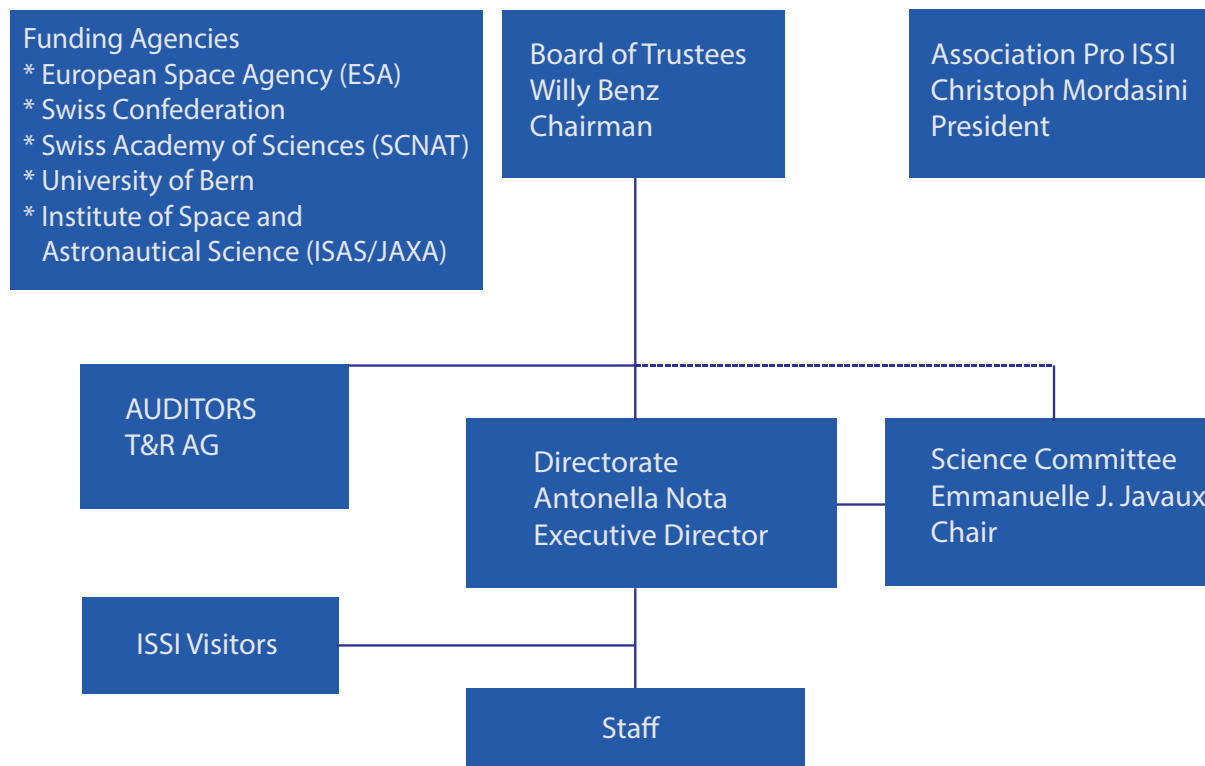 Funding Agencies
* European Space Agency (ESA)
* Swiss Confederation
* Swiss Academy of Sciences (SCNAT)
* University of Bern
* Institute of Space and
Astronautical Science (ISAS/JAXA)
Board of Trustees
Willy Benz
Chairman
Association Pro ISSI
Christoph Mordasini
President
AUDITORS
T&R AG
Directorate
Antonella Nota
Executive Director
Science Committee
Emmanuelle J. Javaux
Chair
ISSI Visitors
Staff